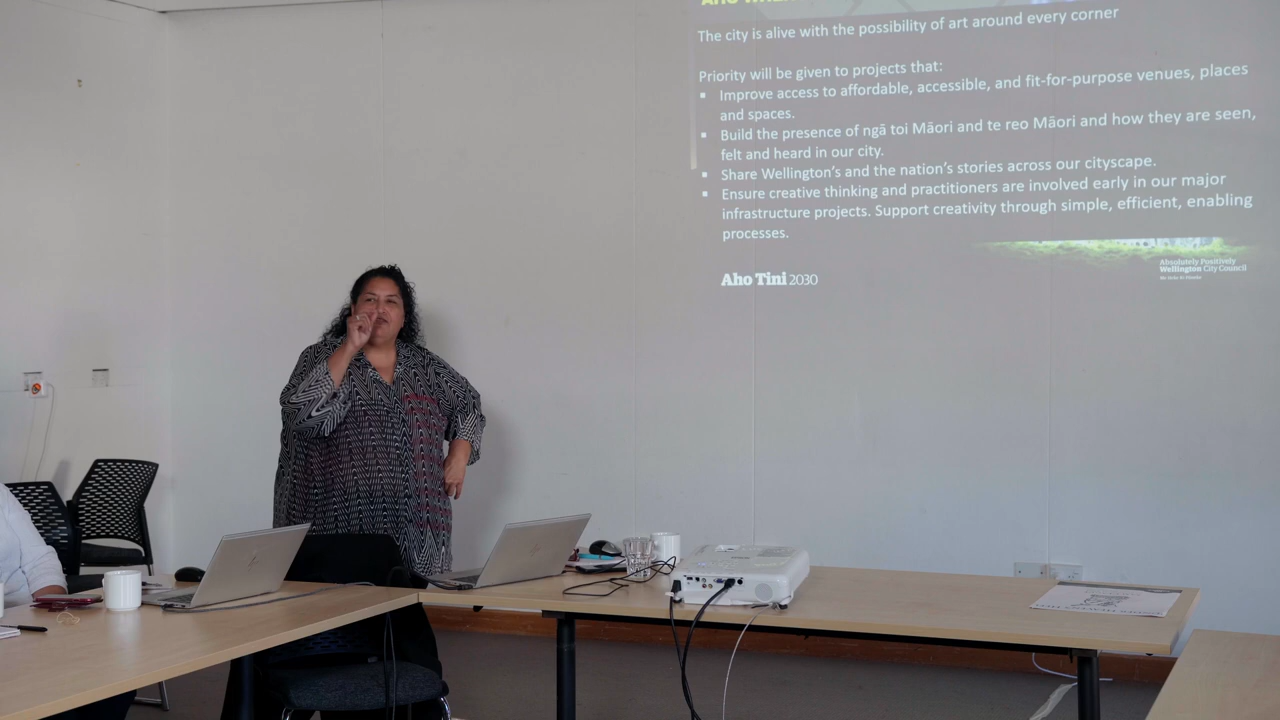 The city is alive with the possibility of art around every corner
Priority will be given to projects that:
▪ Improve access to affordable, accessible, and fit-for-purpose venues, places
and spaces.
▪ Build the presence of ngā toi Māori and te reo Māori and how they are seen,
felt and heard in our city.
▪ Share Wellington's and the nation's stories across our cityscape.
▪ Ensure creative thinking and practitioners are involved early in our major
infrastructure projects. Support creativity through simple, efficient, enabling
processes.
Aho Tini 2030
Absolutely Positively
Wellington City Council